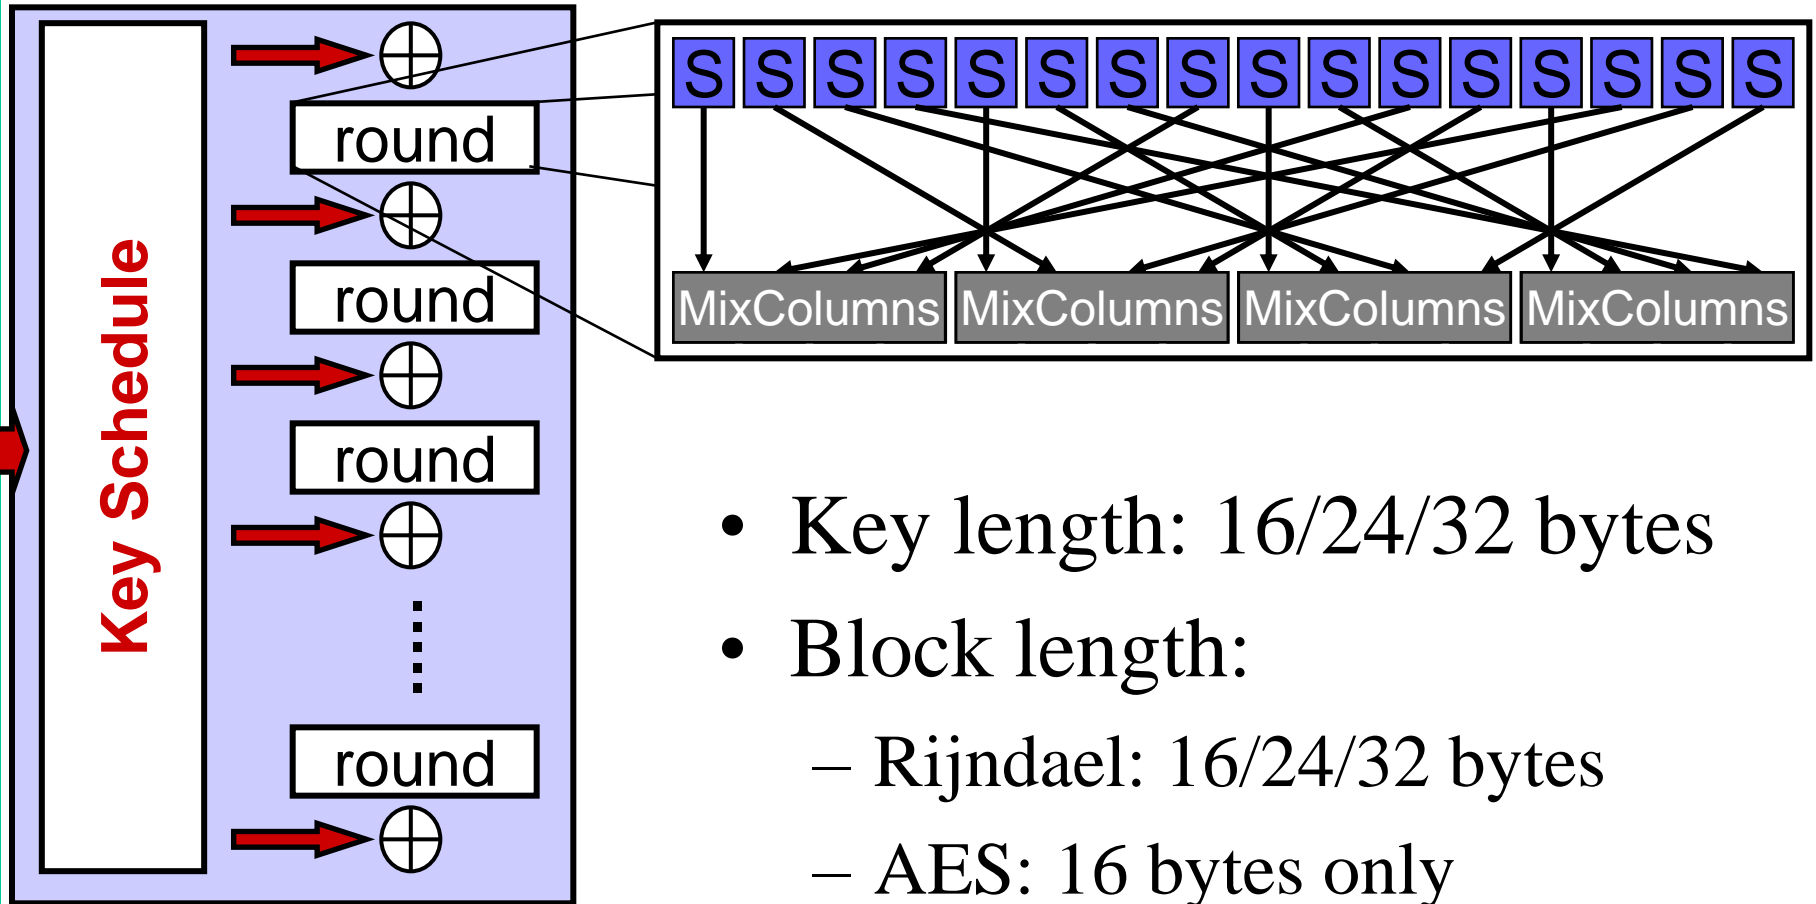 Key Schedule
round
round
round
round
S S S S S S S S S S S S S S S S
MixColumns MixColumns MixColumns MixColumns
• Key length: 16/24/32 bytes
• Block length:
– Rijndael: 16/24/32 bytes
– AES: 16 bytes only